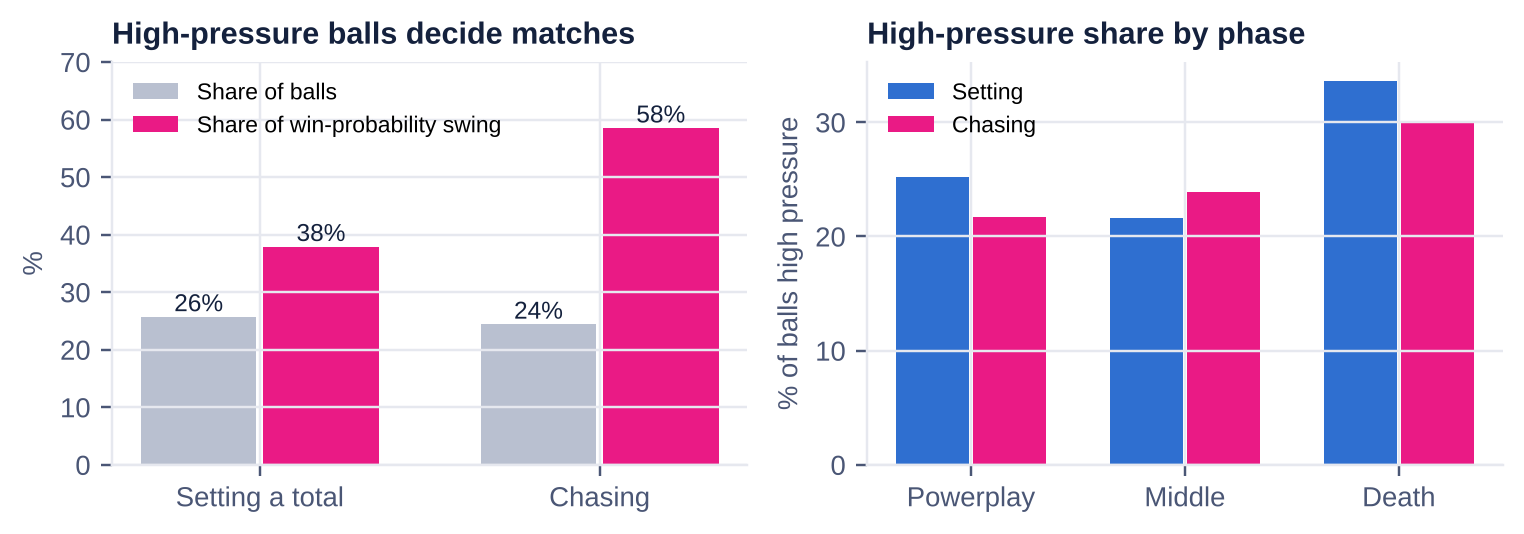 High-pressure balls decide matches
Share of balls
Share of win-probability swing
%
70
60
50
40
30
20
10
0
26%
38%
24%
58%
Setting a total
Chasing
High-pressure share by phase
Setting
Chasing
% of balls high pressure
30
20
10
0
Powerplay
Middle
Death